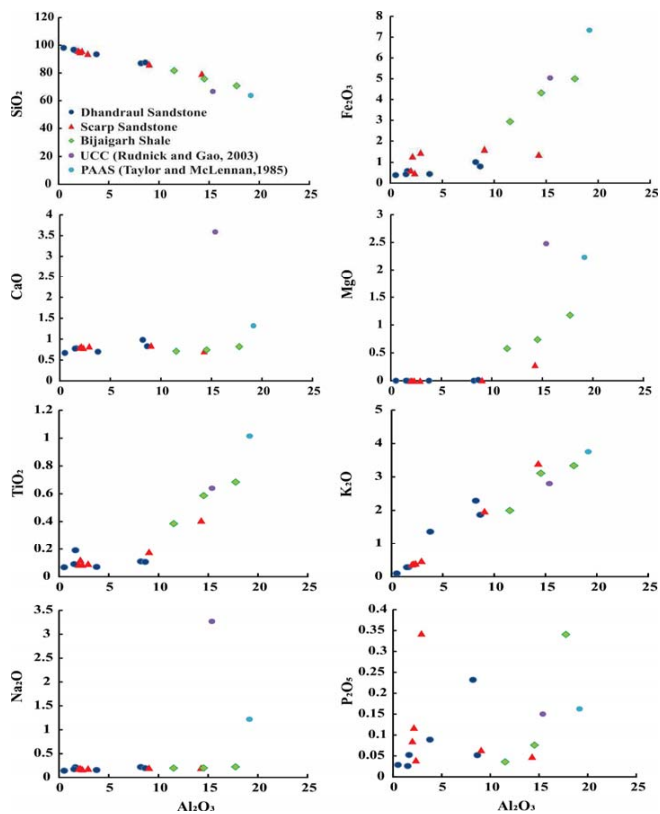 SiO₂
120
100
80
60
40
20
0
Dhandraul Sandstone
Scarp Sandstone
Bijaigarh Shale
UCC (Rudnick and Gao, 2003)
PAAS (Taylor and McLennan,1985)
0 5 10 15 20 25
Fe₂O₃
8
7
6
5
4
3
2
1
0
0 5 10 15 20 25
CaO
4
3.5
3
2.5
2
1.5
1
0.5
0
0 5 10 15 20 25
MgO
3
2.5
2
1.5
1
0.5
0
0 5 10 15 20 25
TiO₂
1.2
1
0.8
0.6
0.4
0.2
0
0 5 10 15 20 25
K₂O
5
4
3
2
1
0
0 5 10 15 20 25
Na₂O
3.5
3
2.5
2
1.5
1
0.5
0
0 5 10 15 20 25
Al₂O₃
P₂O₅
0.4
0.35
0.3
0.25
0.2
0.15
0.1
0.05
0
0 5 10 15 20 25
Al₂O₃